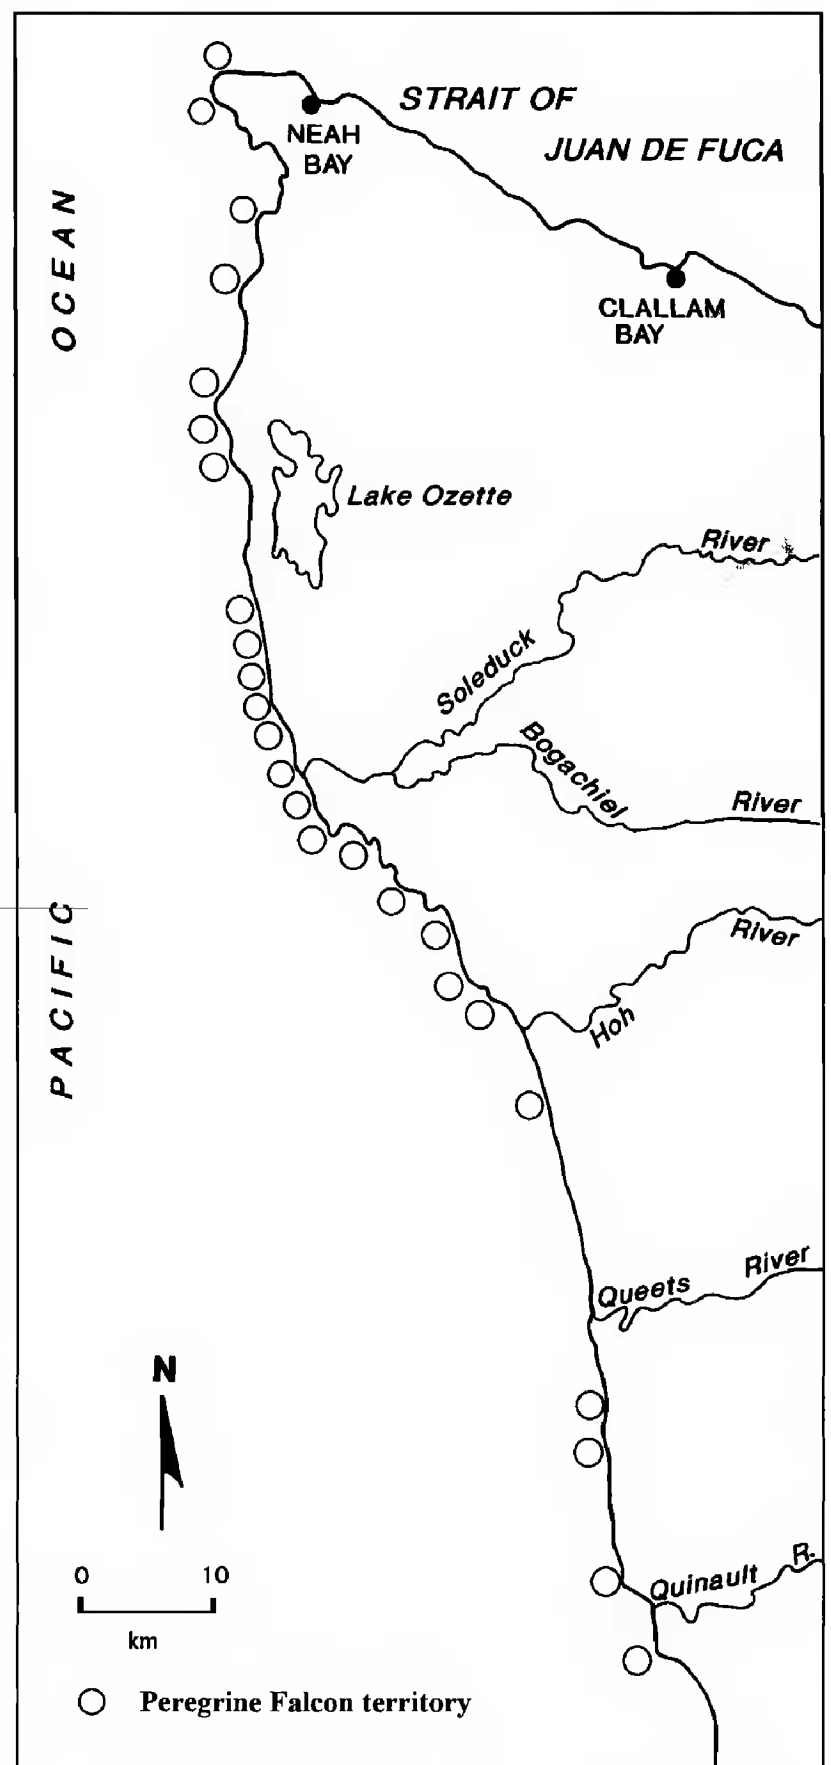 STRAIT OF
JUAN DE FUCA
NEAH
BAY
OCEAN
CLALLAM
BAY
Lake Ozette
River
Soleduck
Bogachiel
River
PACIFIC
River
Hoh
River
Queets
N
0 10
km
R.
Quinault
Peregrine Falcon territory